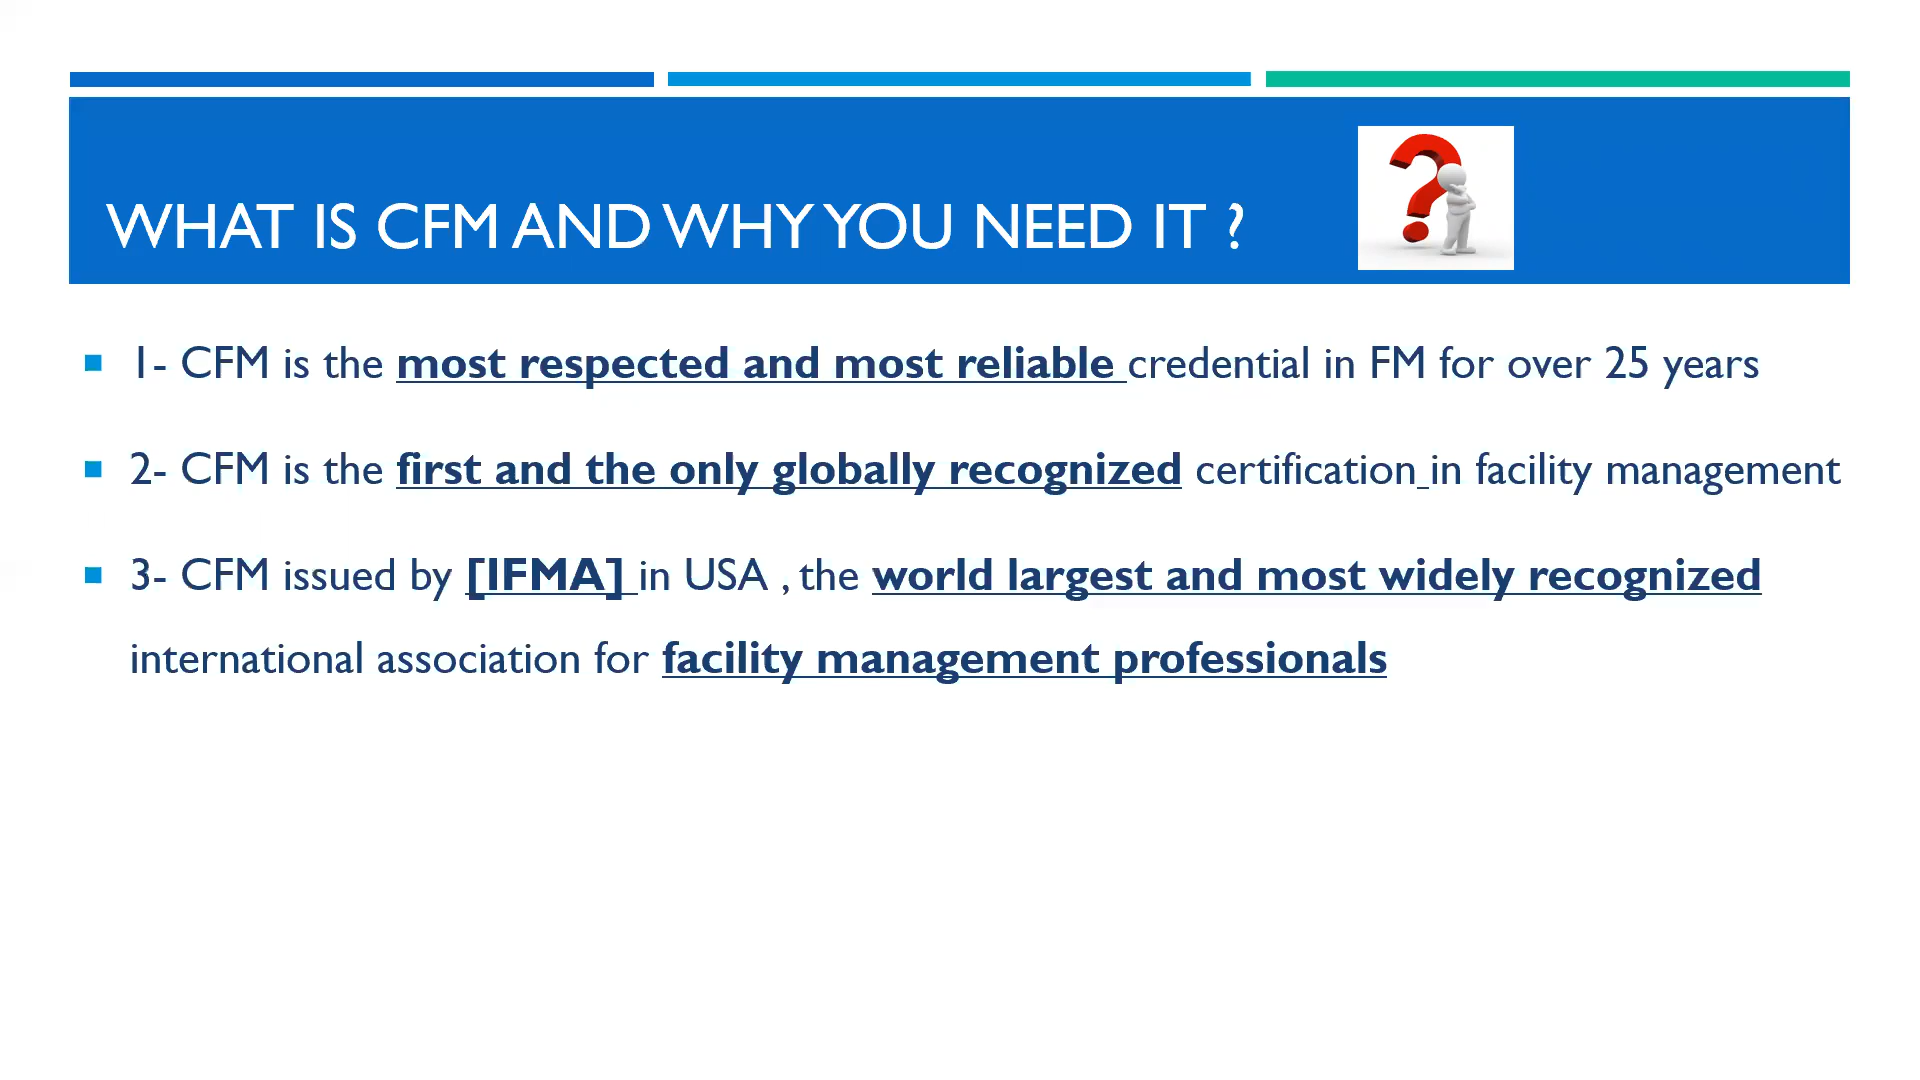 WHAT IS CFM AND WHY YOU NEED IT ?
1- CFM is the most respected and most reliable credential in FM for over 25 years
2- CFM is the first and the only globally recognized certification in facility management
3- CFM issued by [IFMA] in USA , the world largest and most widely recognized
international association for facility management professionals